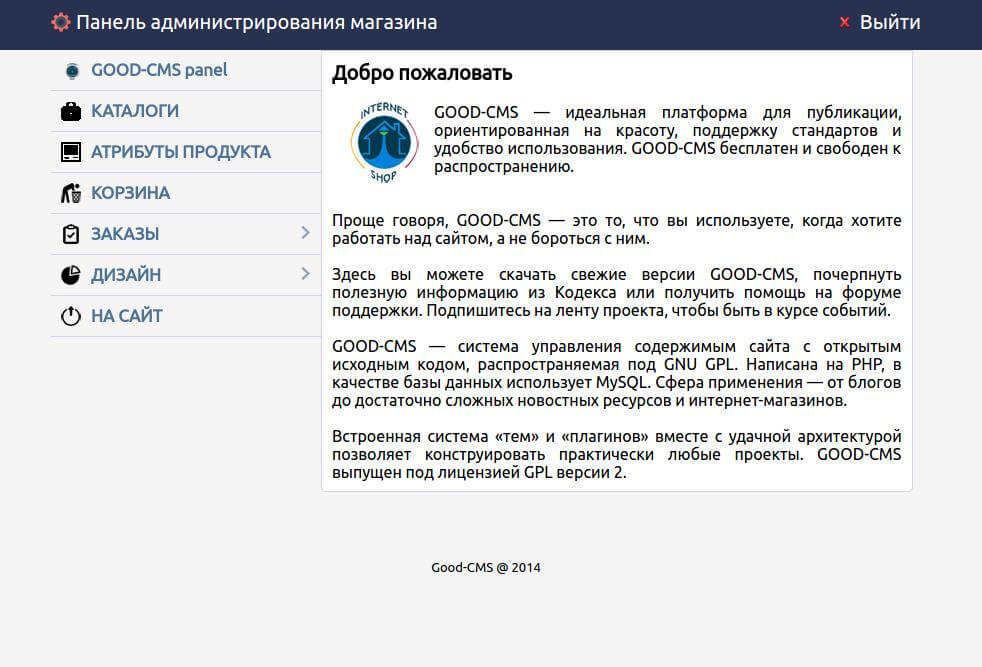 Панель администрирования магазина
Выйти
GOOD-CMS panel
КАТАЛОГИ
АТРИБУТЫ ПРОДУКТА
КОРЗИНА
ЗАКАЗЫ
ДИЗАЙН
НА САЙТ
Добро пожаловать
INTERNET
SHOP
GOOD-CMS — идеальная платформа для публикации,
ориентированная на красоту, поддержку стандартов и
удобство использования. GOOD-CMS бесплатен и свободен к
распространению.
Проще говоря, GOOD-CMS — это то, что вы используете, когда хотите
работать над сайтом, а не бороться с ним.
Здесь вы можете скачать свежие версии GOOD-CMS, почерпнуть
полезную информацию из Кодекса или получить помощь на форуме
поддержки. Подпишитесь на ленту проекта, чтобы быть в курсе событий.
GOOD-CMS — система управления содержимым сайта с открытым
исходным кодом, распространяемая под GNU GPL. Написана на PHP, в
качестве базы данных использует MySQL. Сфера применения — от блогов
до достаточно сложных новостных ресурсов и интернет-магазинов.
Встроенная система «тем» и «плагинов» вместе с удачной архитектурой
позволяет конструировать практически любые проекты. GOOD-CMS
выпущен под лицензией GPL версии 2.
Good-CMS @ 2014